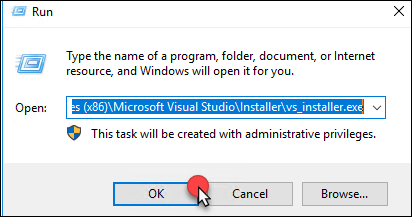 Run
Type the name of a program, folder, document, or Internet
resource, and Windows will open it for you.
Open: es (x86)\Microsoft Visual Studio\Installer\vs_installer.exe
This task will be created with administrative privileges.
OK Cancel Browse...